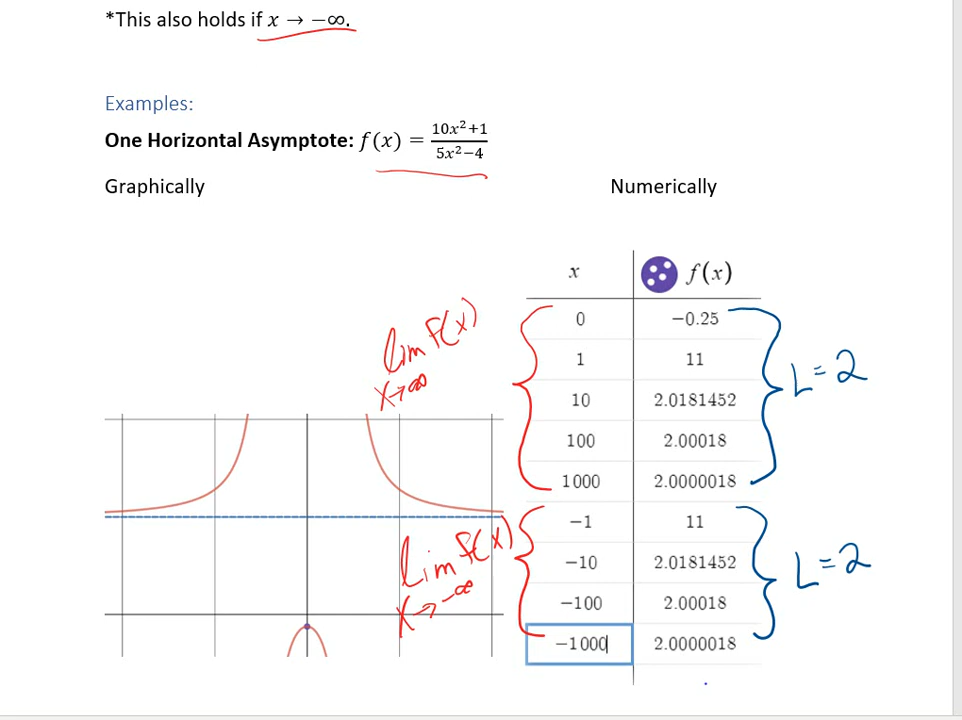 *This also holds if x → −∞.
Examples:
One Horizontal Asymptote: f(x) = 10x²+1 / 5x²−4
Graphically
Numerically
x f(x)
0 −0.25
1 11
10 2.0181452
100 2.00018
1000 2.0000018
−1 11
−10 2.0181452
−100 2.00018
−1000 2.0000018
lim f(x)
x→∞
L=2
lim f(x)
x→−∞
L=2